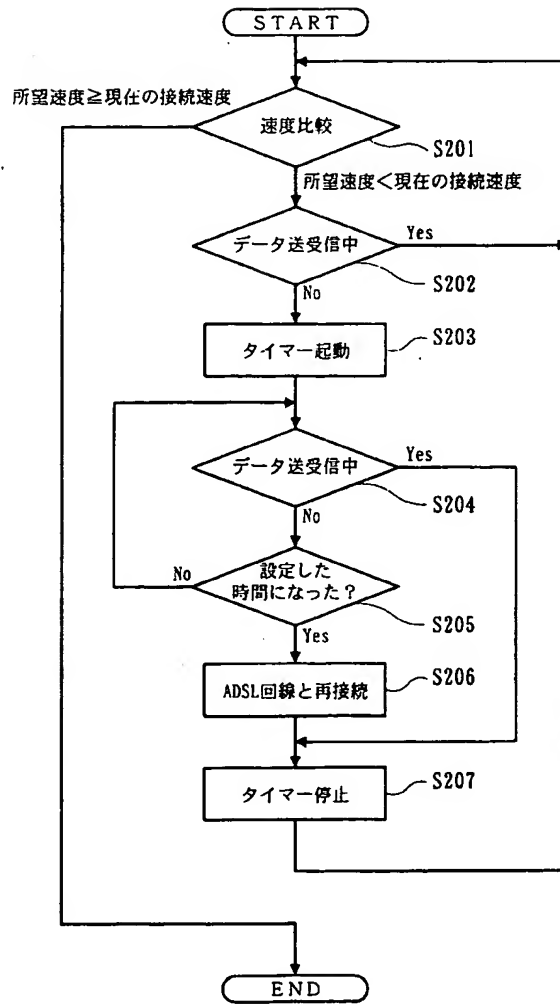 START
所望速度≧現在の接続速度
速度比較
S201
所望速度<現在の接続速度
データ送受信中
Yes
S202
No
タイマー起動
S203
データ送受信中
Yes
S204
No
設定した
時間になった?
No
S205
Yes
ADSL回線と再接続
S206
タイマー停止
S207
END